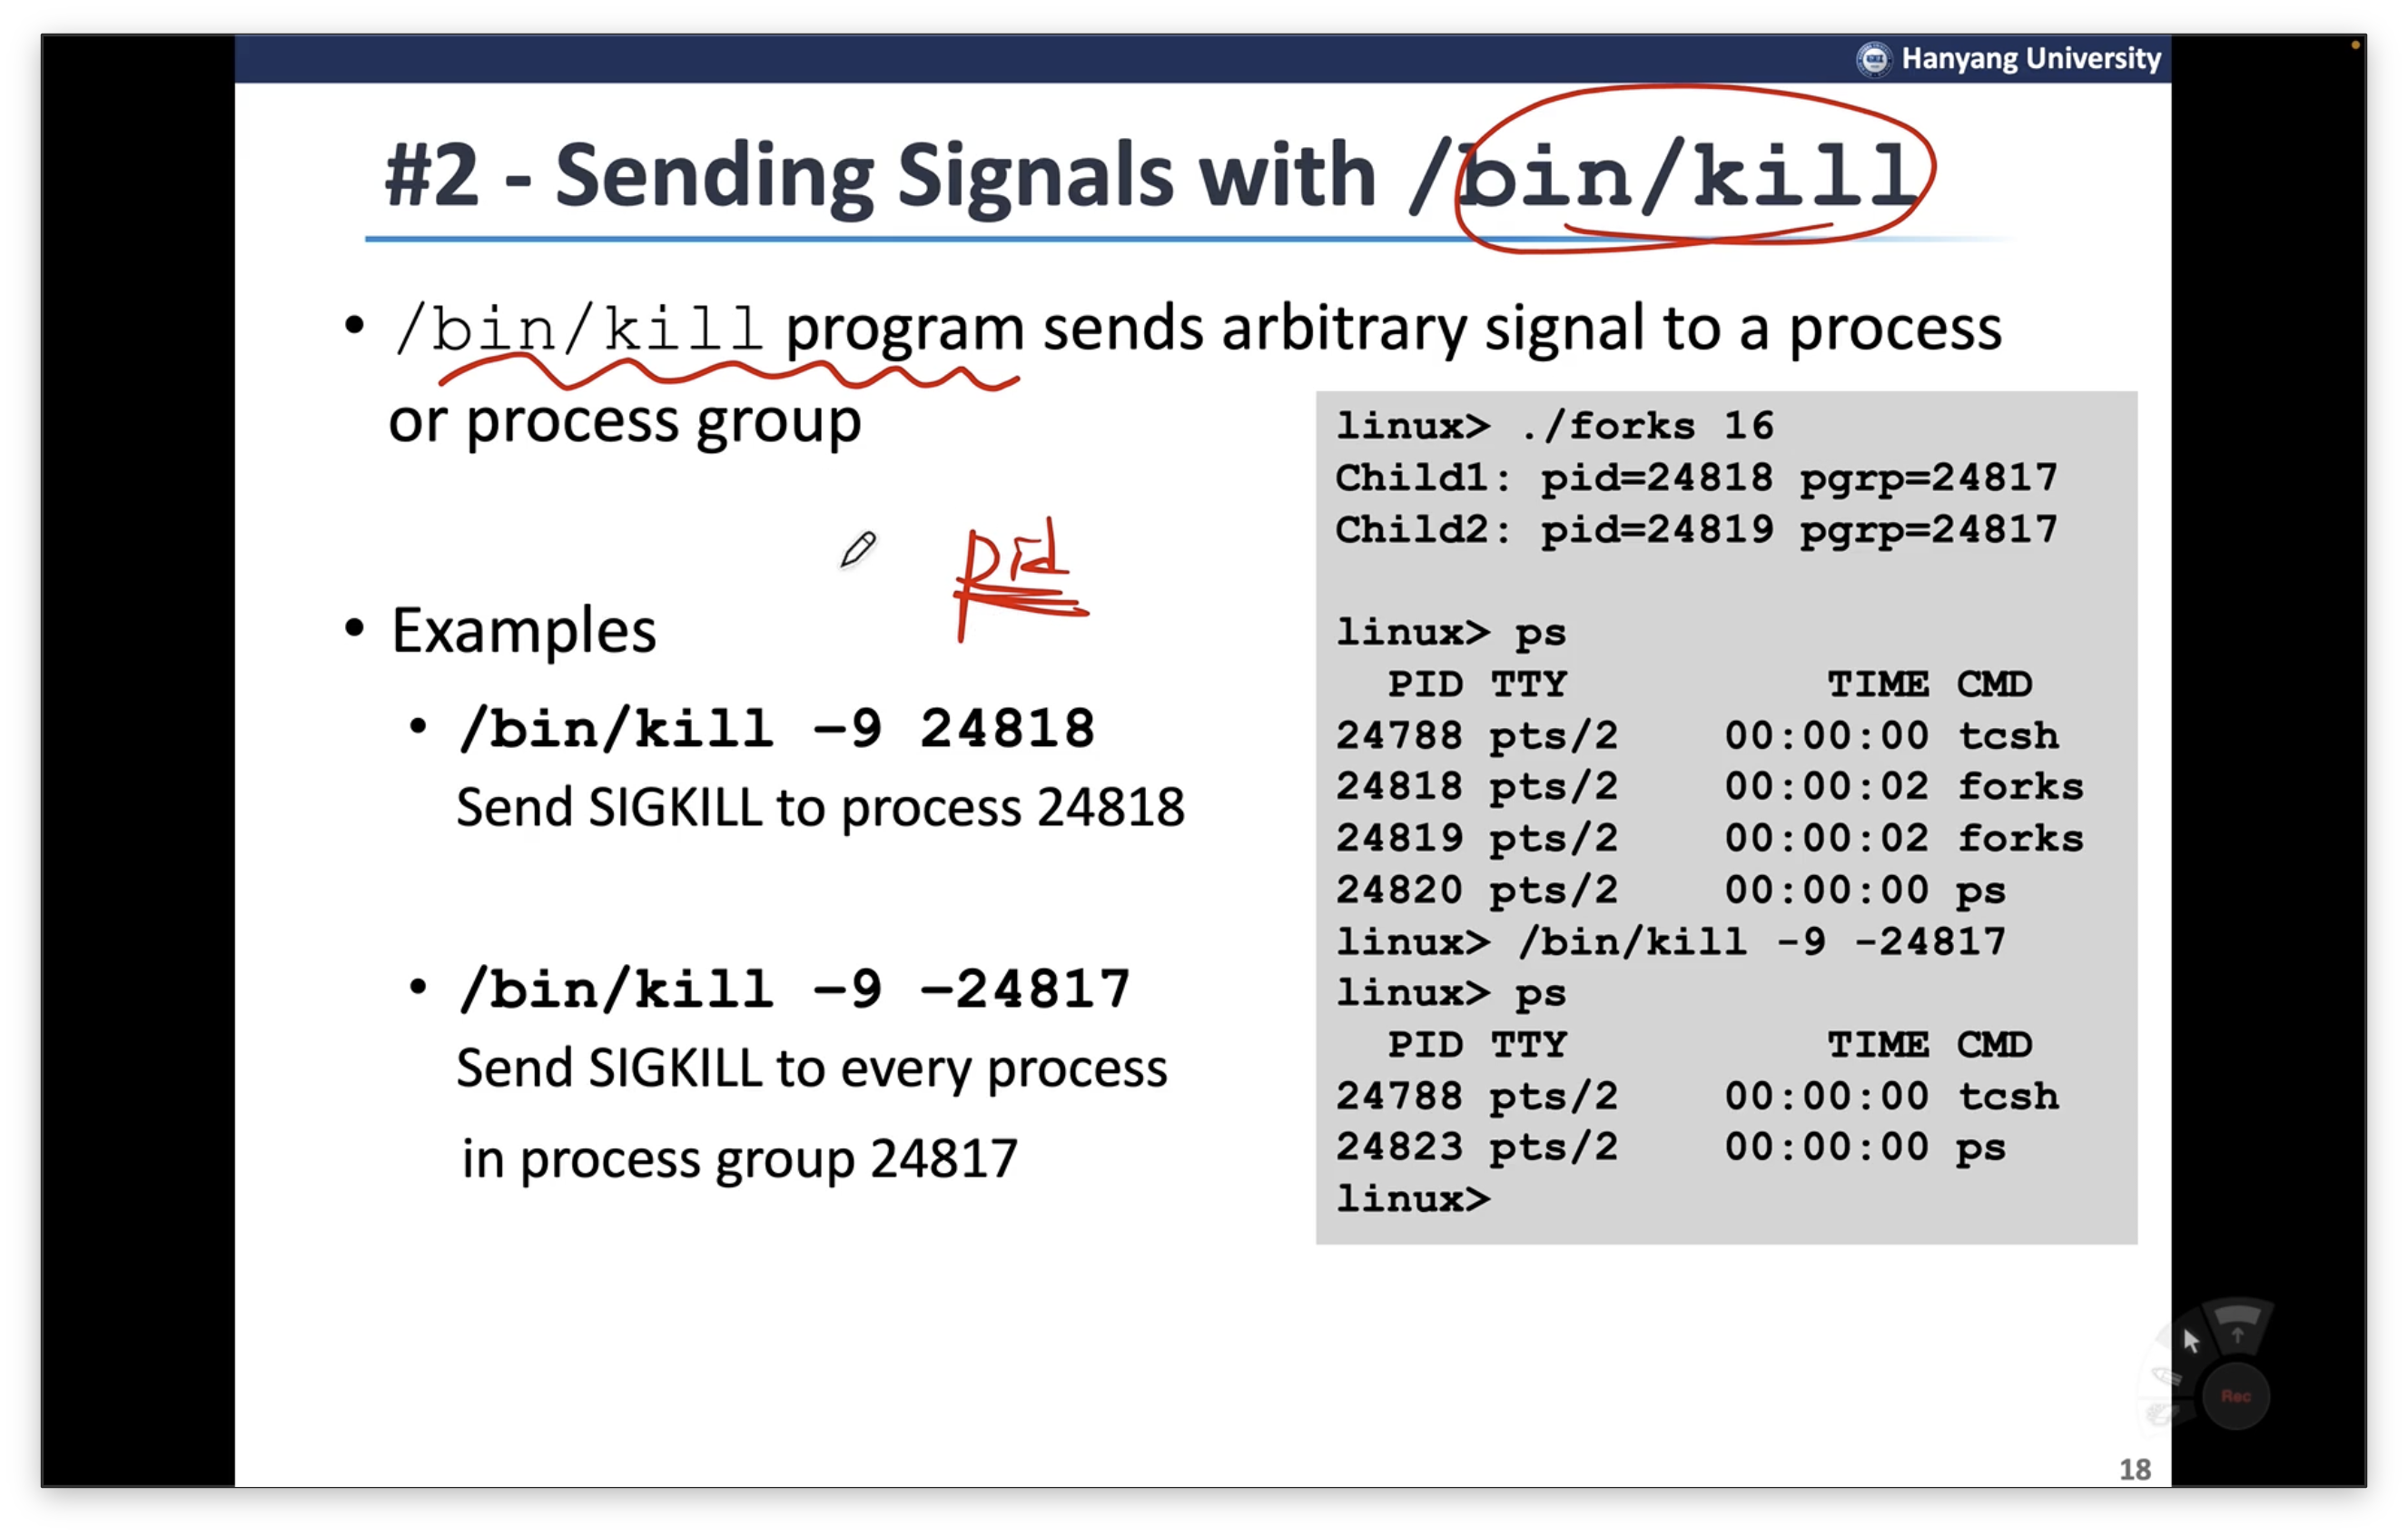 Hanyang University
#2 - Sending Signals with /bin/kill
• /bin/kill program sends arbitrary signal to a process
or process group
pid
• Examples
• /bin/kill –9 24818
Send SIGKILL to process 24818
• /bin/kill –9 –24817
Send SIGKILL to every process
in process group 24817
linux> ./forks 16
Child1: pid=24818 pgrp=24817
Child2: pid=24819 pgrp=24817
linux> ps
PID TTY TIME CMD
24788 pts/2 00:00:00 tcsh
24818 pts/2 00:00:02 forks
24819 pts/2 00:00:02 forks
24820 pts/2 00:00:00 ps
linux> /bin/kill -9 -24817
linux> ps
PID TTY TIME CMD
24788 pts/2 00:00:00 tcsh
24823 pts/2 00:00:00 ps
linux>
Rec
18